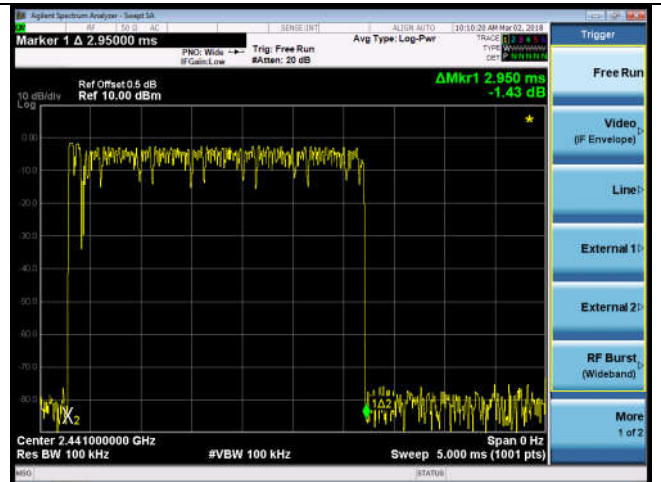 Agilent Spectrum Analyzer - Swept SA
RF 50 Ω AC SENSE:INT ALIGN AUTO 10:10:20 AM Mar 02, 2018
Marker 1 Δ 2.95000 ms
PNO: Wide
IFGain:Low
Trig: Free Run
#Atten: 20 dB
Avg Type: Log-Pwr
TRACE 1 2 3 4 5 6
TYPE
DET P N N N N N
Trigger
Ref Offset 0.5 dB
10 dB/div Ref 10.00 dBm
Log
ΔMkr1 2.950 ms
-1.43 dB
0.00
-10.0
-20.0
-30.0
-40.0
-50.0
-60.0
-70.0
-80.0
X2
1Δ2
Center 2.441000000 GHz Span 0 Hz
Res BW 100 kHz #VBW 100 kHz Sweep 5.000 ms (1001 pts)
MSG STATUS
Free Run
Video
(IF Envelope)
Line
External 1
External 2
RF Burst
(Wideband)
More
1 of 2